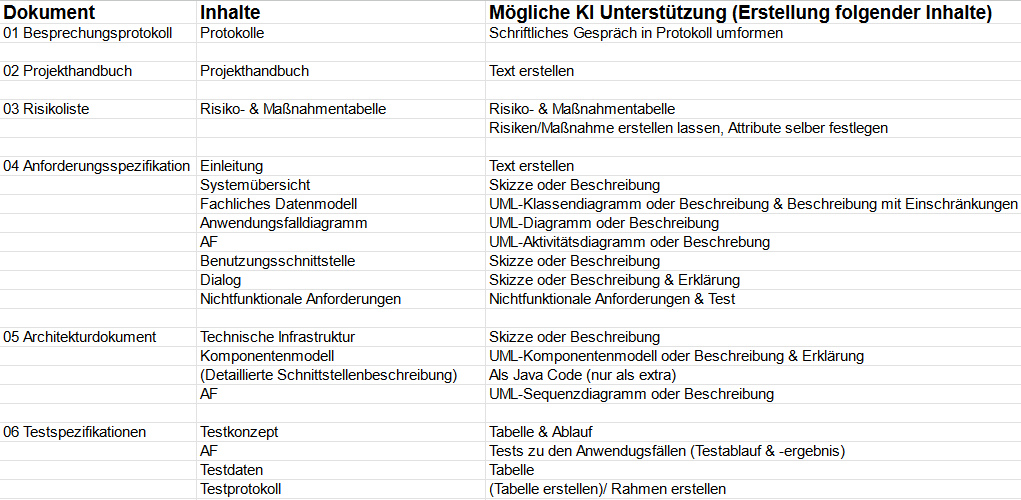 Dokument Inhalte Mögliche KI Unterstützung (Erstellung folgender Inhalte)
01 Besprechungsprotokoll Protokolle Schriftliches Gespräch in Protokoll umformen
02 Projekthandbuch Projekthandbuch Text erstellen
03 Risikoliste Risiko- & Maßnahmentabelle Risiko- & Maßnahmentabelle
Risiken/Maßnahme erstellen lassen, Attribute selber festlegen
04 Anforderungsspezifikation Einleitung Text erstellen
Systemübersicht Skizze oder Beschreibung
Fachliches Datenmodell UML-Klassendiagramm oder Beschreibung & Beschreibung mit Einschränkungen
Anwendungsfalldiagramm UML-Diagramm oder Beschreibung
AF UML-Aktivitätsdiagramm oder Beschrebung
Benutzungsschnittstelle Skizze oder Beschreibung
Dialog Skizze oder Beschreibung & Erklärung
Nichtfunktionale Anforderungen Nichtfunktionale Anforderungen & Test
05 Architekturdokument Technische Infrastruktur Skizze oder Beschreibung
Komponentenmodell UML-Komponentenmodell oder Beschreibung & Erklärung
(Detaillierte Schnittstellenbeschreibung) Als Java Code (nur als extra)
AF UML-Sequenzdiagramm oder Beschreibung
06 Testspezifikationen Testkonzept Tabelle & Ablauf
AF Tests zu den Anwendugsfällen (Testablauf & -ergebnis)
Testdaten Tabelle
Testprotokoll (Tabelle erstellen)/ Rahmen erstellen